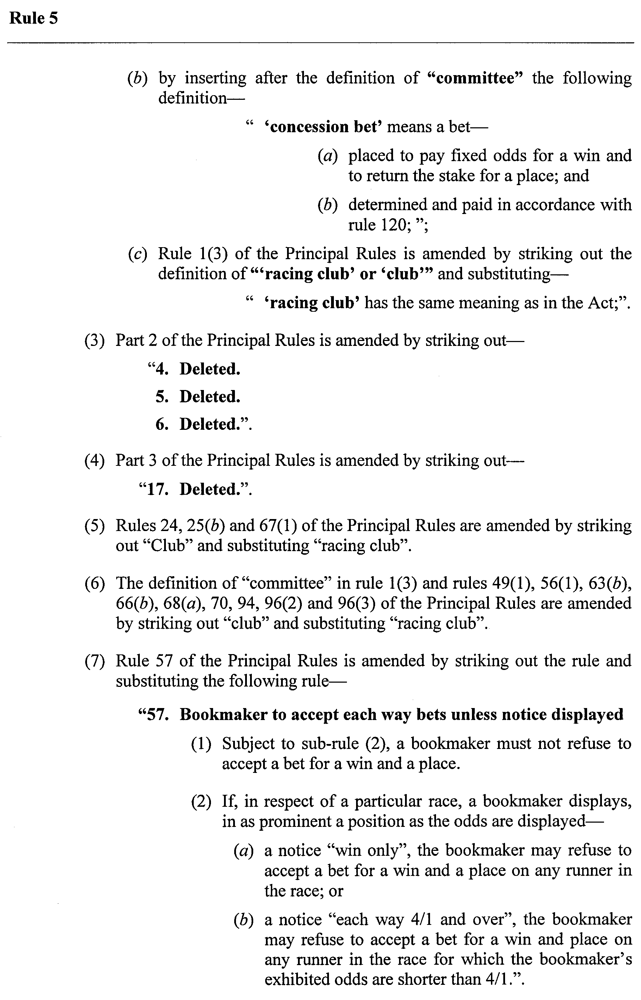 Rule 5
(b) by inserting after the definition of “committee” the following
definition—
“ ‘concession bet’ means a bet—
(a) placed to pay fixed odds for a win and
to return the stake for a place; and
(b) determined and paid in accordance with
rule 120; ”;
(c) Rule 1(3) of the Principal Rules is amended by striking out the
definition of “‘racing club’ or ‘club’” and substituting—
“ ‘racing club’ has the same meaning as in the Act;”.
(3) Part 2 of the Principal Rules is amended by striking out—
“4. Deleted.
5. Deleted.
6. Deleted.”.
(4) Part 3 of the Principal Rules is amended by striking out—
“17. Deleted.”.
(5) Rules 24, 25(b) and 67(1) of the Principal Rules are amended by striking
out “Club” and substituting “racing club”.
(6) The definition of “committee” in rule 1(3) and rules 49(1), 56(1), 63(b),
66(b), 68(a), 70, 94, 96(2) and 96(3) of the Principal Rules are amended
by striking out “club” and substituting “racing club”.
(7) Rule 57 of the Principal Rules is amended by striking out the rule and
substituting the following rule—
“57. Bookmaker to accept each way bets unless notice displayed
(1) Subject to sub-rule (2), a bookmaker must not refuse to
accept a bet for a win and a place.
(2) If, in respect of a particular race, a bookmaker displays,
in as prominent a position as the odds are displayed—
(a) a notice “win only”, the bookmaker may refuse to
accept a bet for a win and a place on any runner in
the race; or
(b) a notice “each way 4/1 and over”, the bookmaker
may refuse to accept a bet for a win and place on
any runner in the race for which the bookmaker’s
exhibited odds are shorter than 4/1.”.